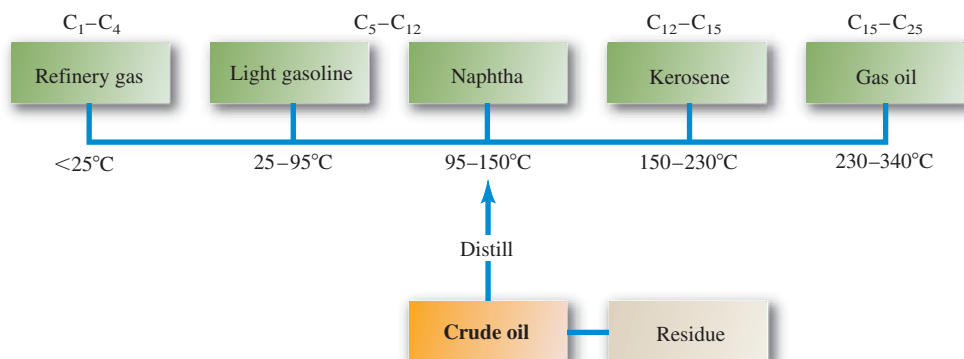 C₁–C₄ C₅–C₁₂ C₁₂–C₁₅ C₁₅–C₂₅
Refinery gas Light gasoline Naphtha Kerosene Gas oil
<25°C 25–95°C 95–150°C 150–230°C 230–340°C
Distill
Crude oil Residue